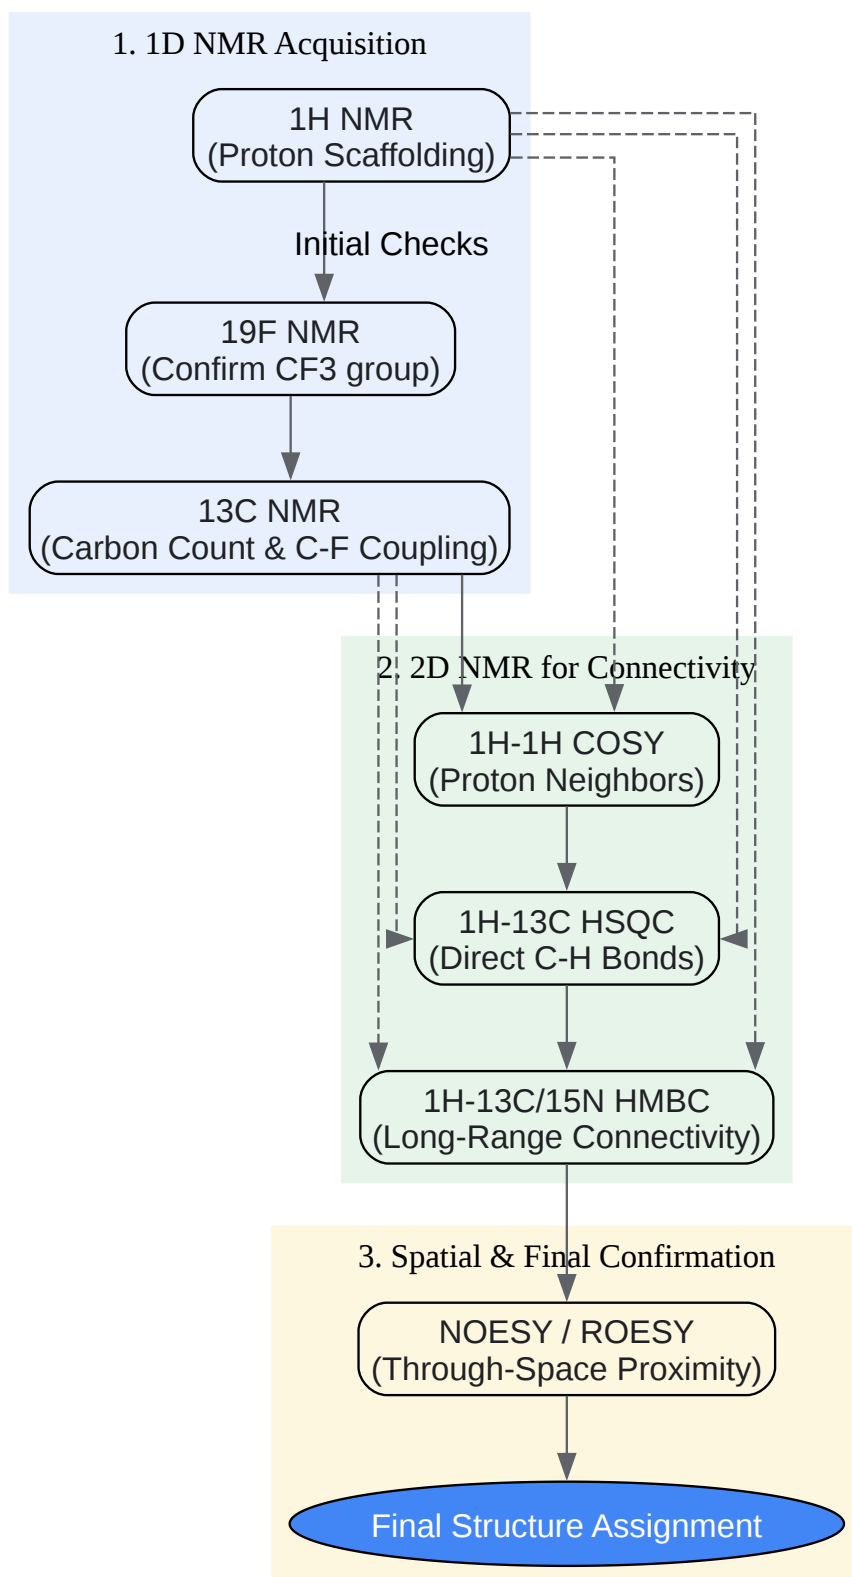 1. 1D NMR Acquisition
1H NMR
(Proton Scaffolding)
Initial Checks
19F NMR
(Confirm CF3 group)
13C NMR
(Carbon Count & C-F Coupling)
2. 2D NMR for Connectivity
1H-1H COSY
(Proton Neighbors)
1H-13C HSQC
(Direct C-H Bonds)
1H-13C/15N HMBC
(Long-Range Connectivity)
3. Spatial & Final Confirmation
NOESY / ROESY
(Through-Space Proximity)
Final Structure Assignment